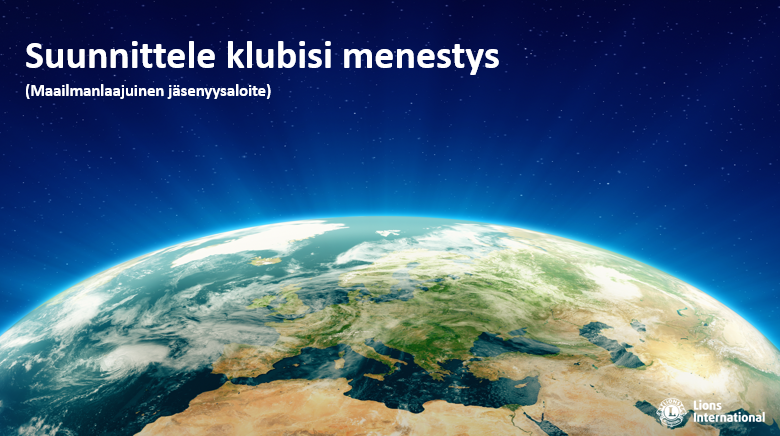 Suunnittele klubisi menestys
(Maailmanlaajuinen jäsenyysaloite)
Lions
International